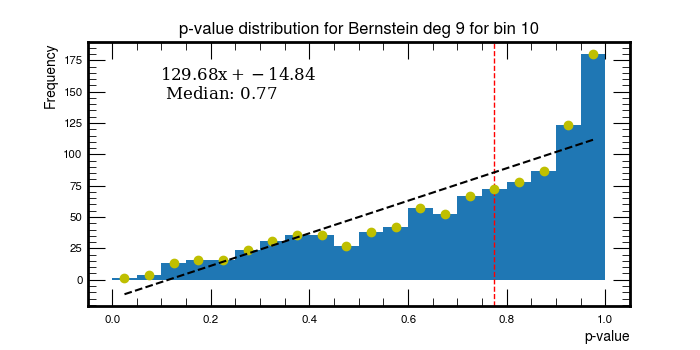 p-value distribution for Bernstein deg 9 for bin 10
Frequency
129.68x + −14.84
Median: 0.77
175
150
125
100
75
50
25
0
0.0 0.2 0.4 0.6 0.8 1.0
p-value